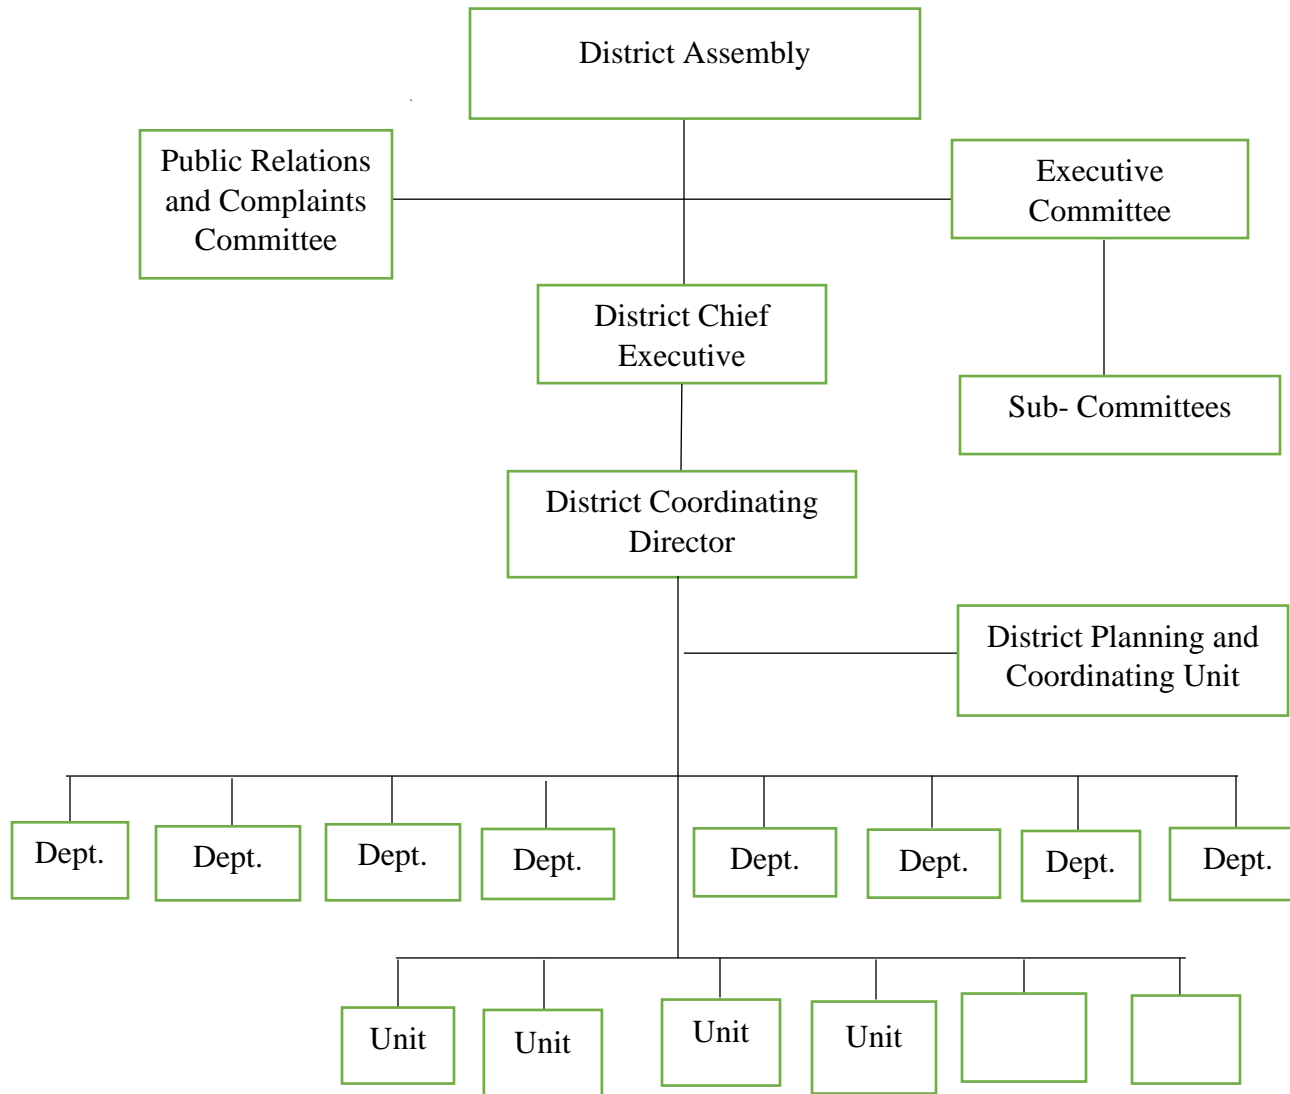 District Assembly
Public Relations
and Complaints
Committee
Executive
Committee
District Chief
Executive
Sub- Committees
District Coordinating
Director
District Planning and
Coordinating Unit
Dept.
Dept.
Dept.
Dept.
Dept.
Dept.
Dept.
Dept.
Unit
Unit
Unit
Unit